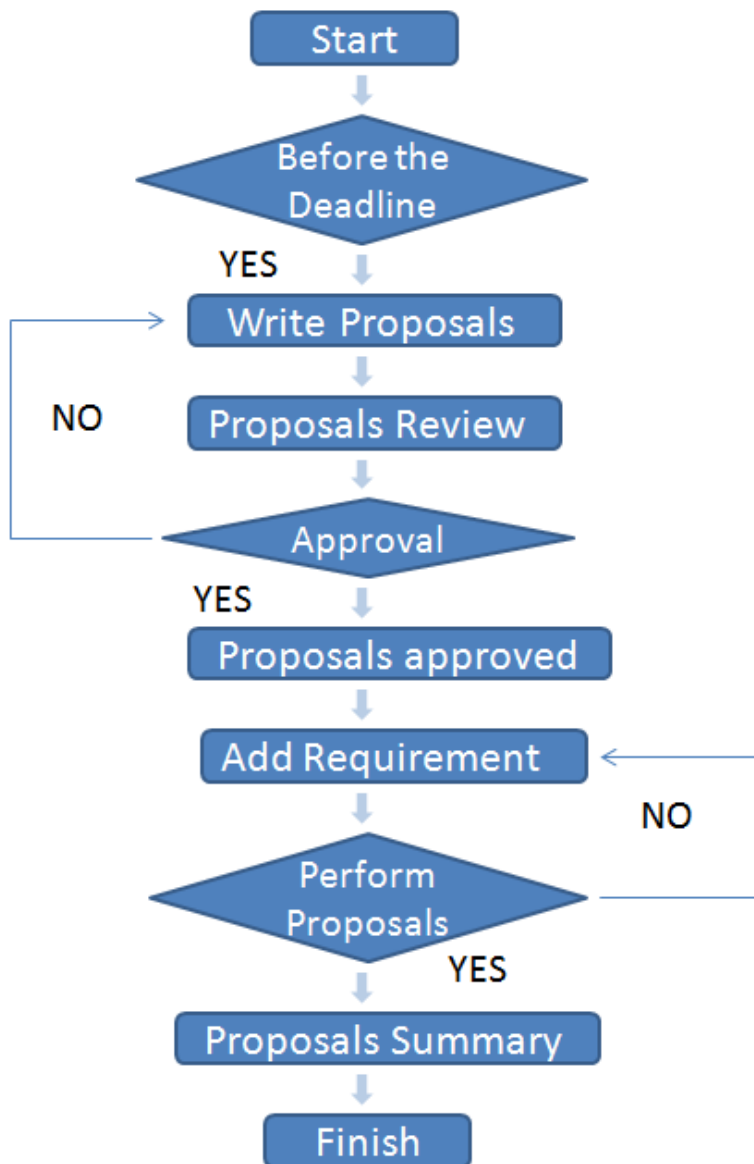 Start
Before the
Deadline
YES
Write Proposals
NO
Proposals Review
Approval
YES
Proposals approved
Add Requirement
NO
Perform
Proposals
YES
Proposals Summary
Finish